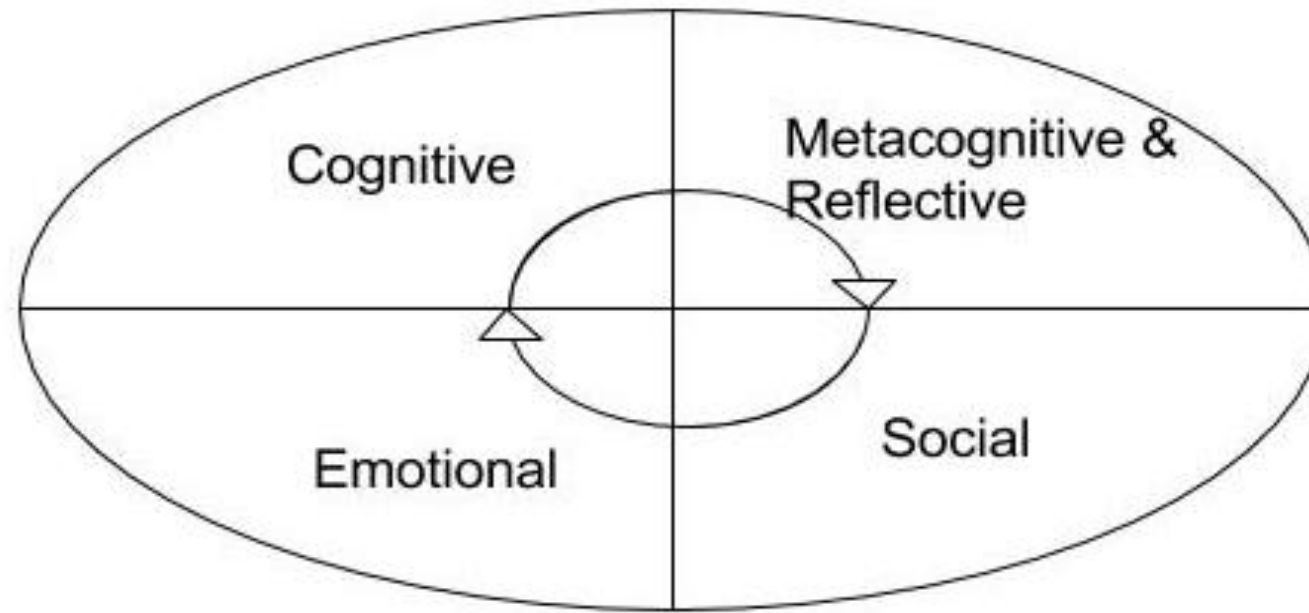 Cognitive
Metacognitive &
Reflective
Emotional
Social